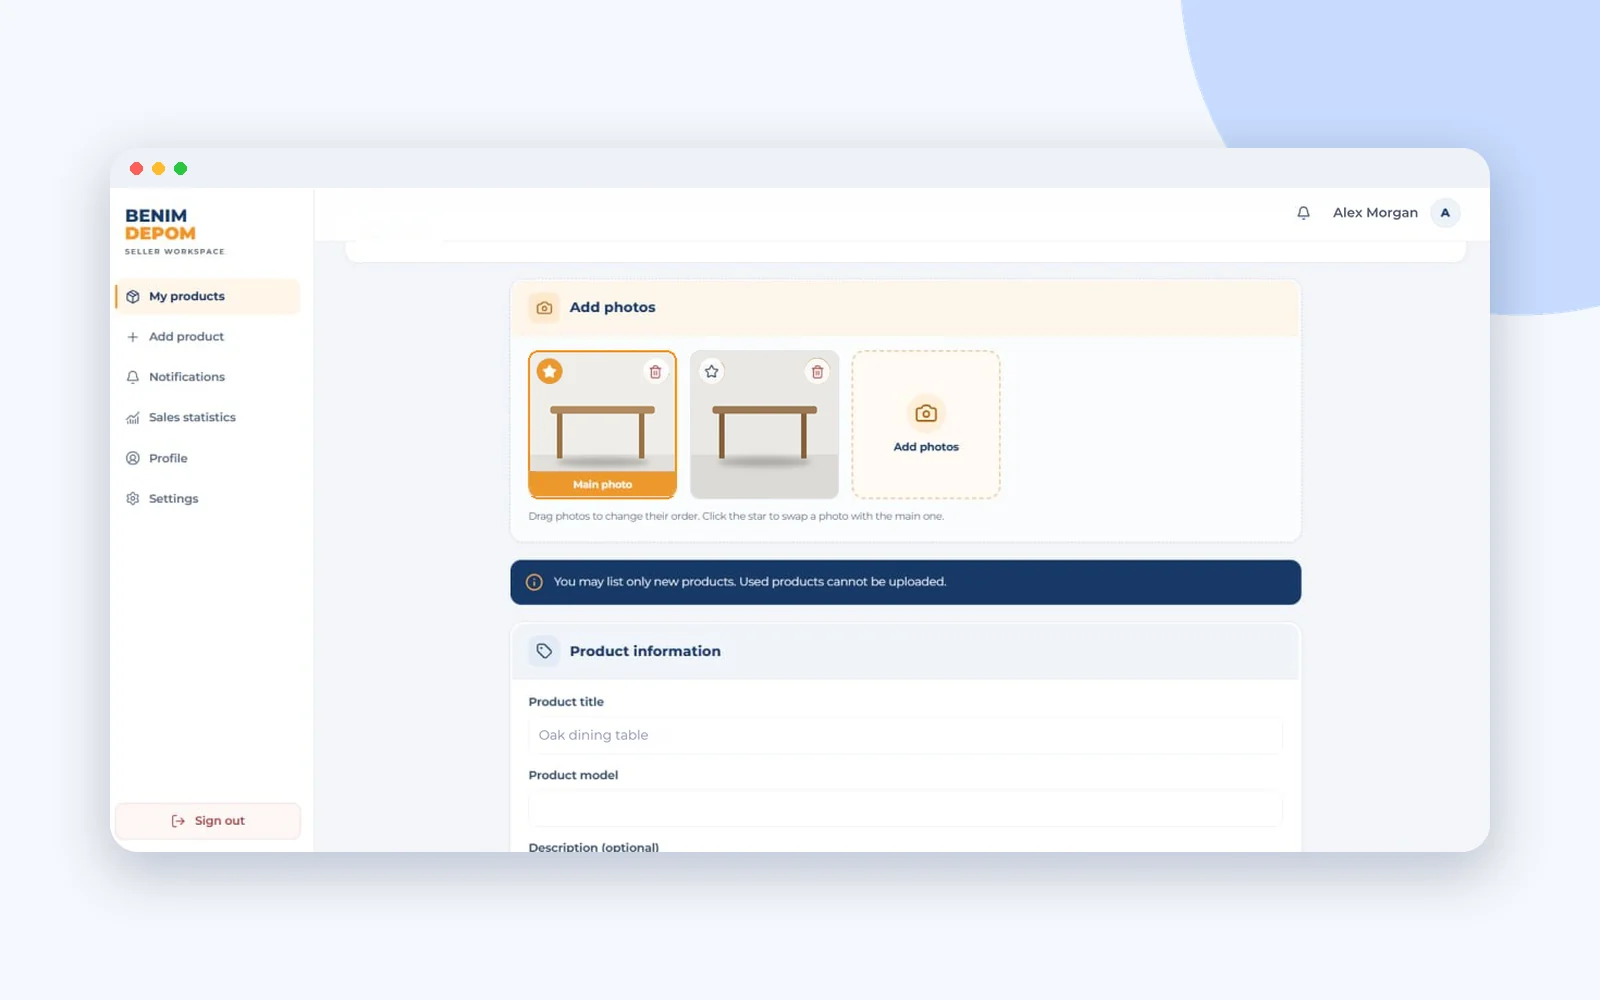 BENIM
DEPOM
SELLER WORKSPACE
My products
Add product
Notifications
Sales statistics
Profile
Settings
Sign out
Alex Morgan
A
Add photos
Main photo
Add photos
Drag photos to change their order. Click the star to swap a photo with the main one.
You may list only new products. Used products cannot be uploaded.
Product information
Product title
Oak dining table
Product model
Description (optional)